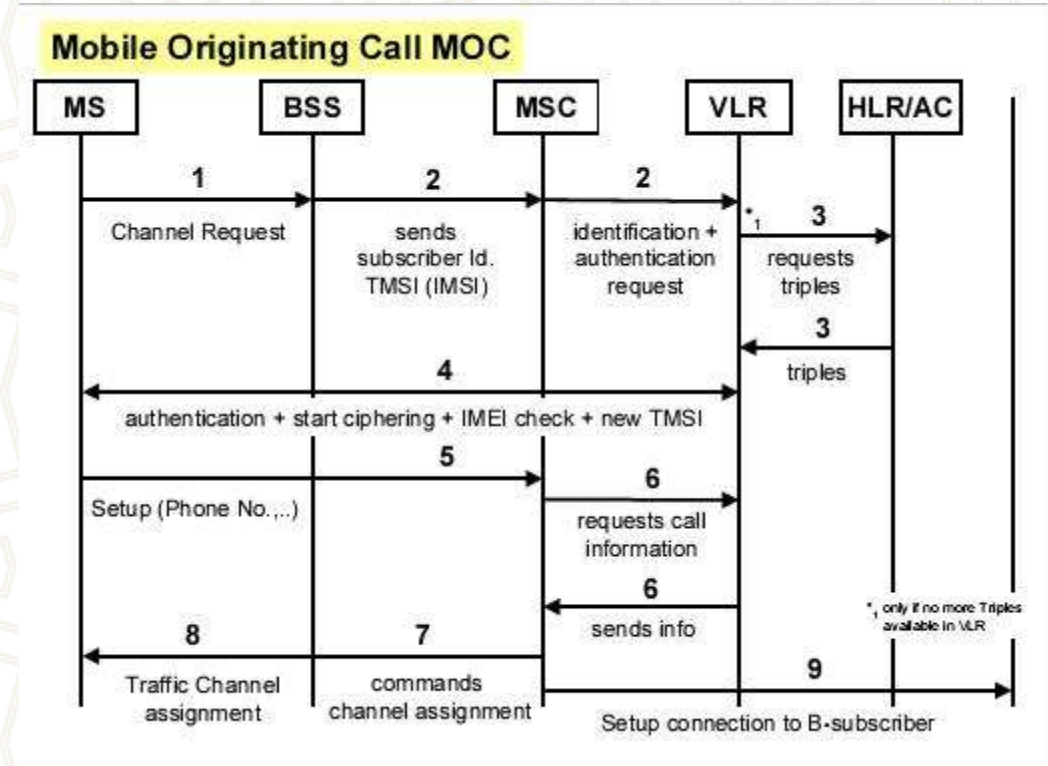 Mobile Originating Call MOC
MS
BSS
MSC
VLR
HLR/AC
1
2
2
*1
3
Channel Request
sends
subscriber Id.
TMSI (IMSI)
identification +
authentication
request
requests
triples
3
triples
4
authentication + start ciphering + IMEI check + new TMSI
5
Setup (Phone No.,..)
6
requests call
information
6
sends info
*1 only if no more Triples
available in VLR
8
7
Traffic Channel
assignment
commands
channel assignment
9
Setup connection to B-subscriber